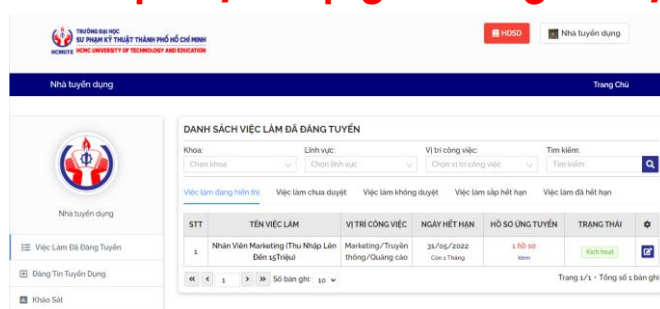 TRƯỜNG ĐẠI HỌC
SƯ PHẠM KỸ THUẬT THÀNH PHỐ HỒ CHÍ MINH
HCMUTE HCMC UNIVERSITY OF TECHNOLOGY AND EDUCATION
HDSD
Nhà tuyển dụng
Nhà tuyển dụng
Trang Chủ
DANH SÁCH VIỆC LÀM ĐÃ ĐĂNG TUYỂN
Khoa: Lĩnh vực: Vị trí công việc: Tìm kiếm:
Chọn khoa Chọn lĩnh vực Chọn vị trí công việc Tìm kiếm
Việc làm đang hiển thị Việc làm chưa duyệt Việc làm không duyệt Việc làm sắp hết hạn Việc làm đã hết hạn
STT TÊN VIỆC LÀM VỊ TRÍ CÔNG VIỆC NGÀY HẾT HẠN HỒ SƠ ỨNG TUYỂN TRẠNG THÁI
1 Nhân Viên Marketing (Thu Nhập Lên Đến 15Triệu) Marketing/Truyền thông/Quảng cáo 31/05/2022 Còn 1 Tháng 1 hồ sơ Xem Kích hoạt
« < 1 > » Số bản ghi: 10 Trang 1/1 - Tổng số 1 bản ghi
Nhà tuyển dụng
Việc Làm Đã Đăng Tuyển
Đăng Tin Tuyển Dụng
Khảo Sát